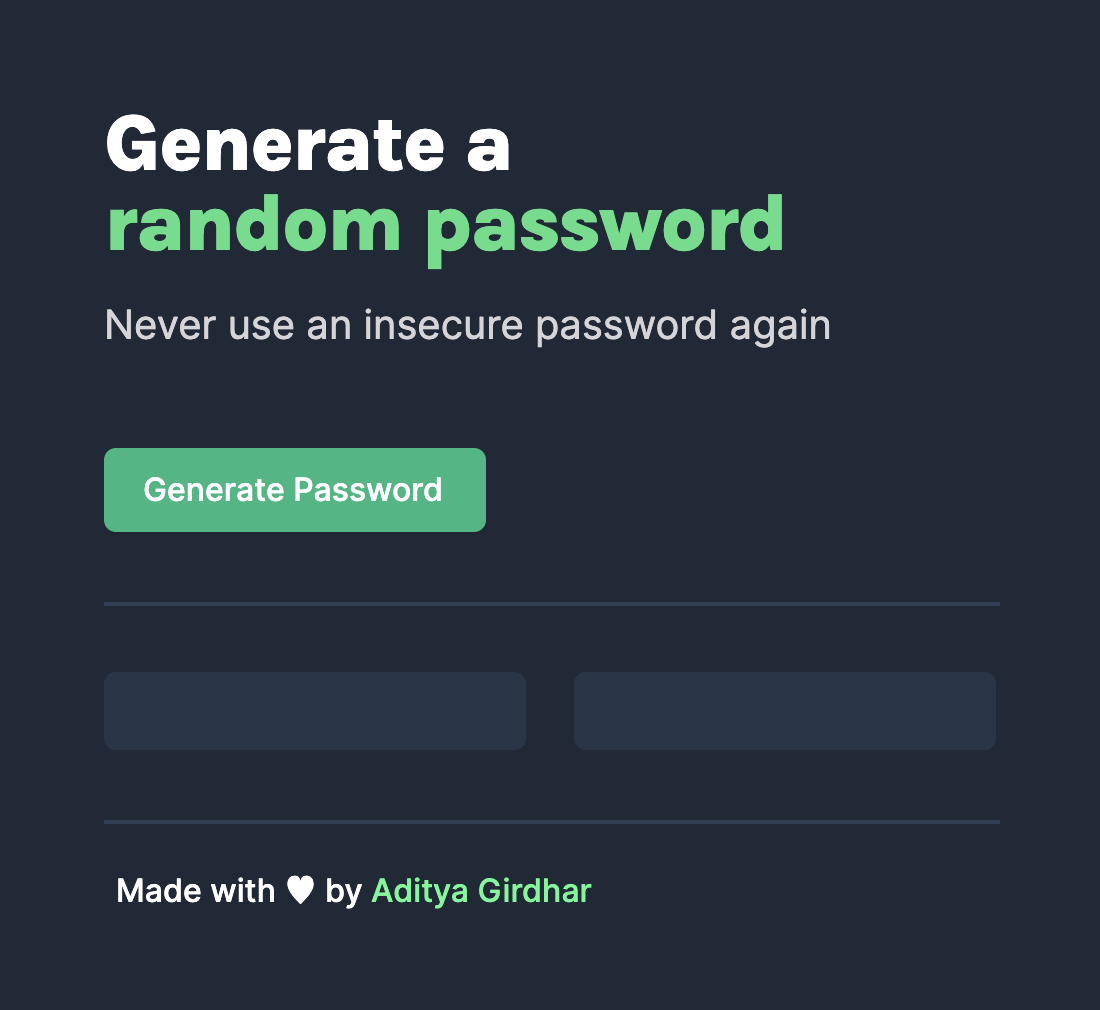 Generate a
random password
Never use an insecure password again
Generate Password
Made with ♥ by Aditya Girdhar